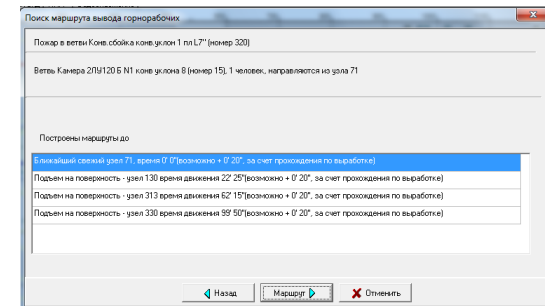 Поиск маршрута вывода горнорабочих
Пожар в ветви Конв.сбойка конв.уклон 1 пл L7" (номер 320)
Ветвь Камера 2ЛУ120 Б N1 конв уклона 8 (номер 15), 1 человек, направляются из узла 71
Построены маршруты до
Ближайший свежий узел 71, время 0' 0"(возможно + 0' 20", за счет прохождения по выработке)
Подъем на поверхность - узел 130 время движения 22' 25"(возможно + 0' 20", за счет прохождения по выработке)
Подъем на поверхность - узел 313 время движения 62' 15"(возможно + 0' 20", за счет прохождения по выработке)
Подъем на поверхность - узел 330 время движения 99' 50"(возможно + 0' 20", за счет прохождения по выработке)
Назад Маршрут Отменить